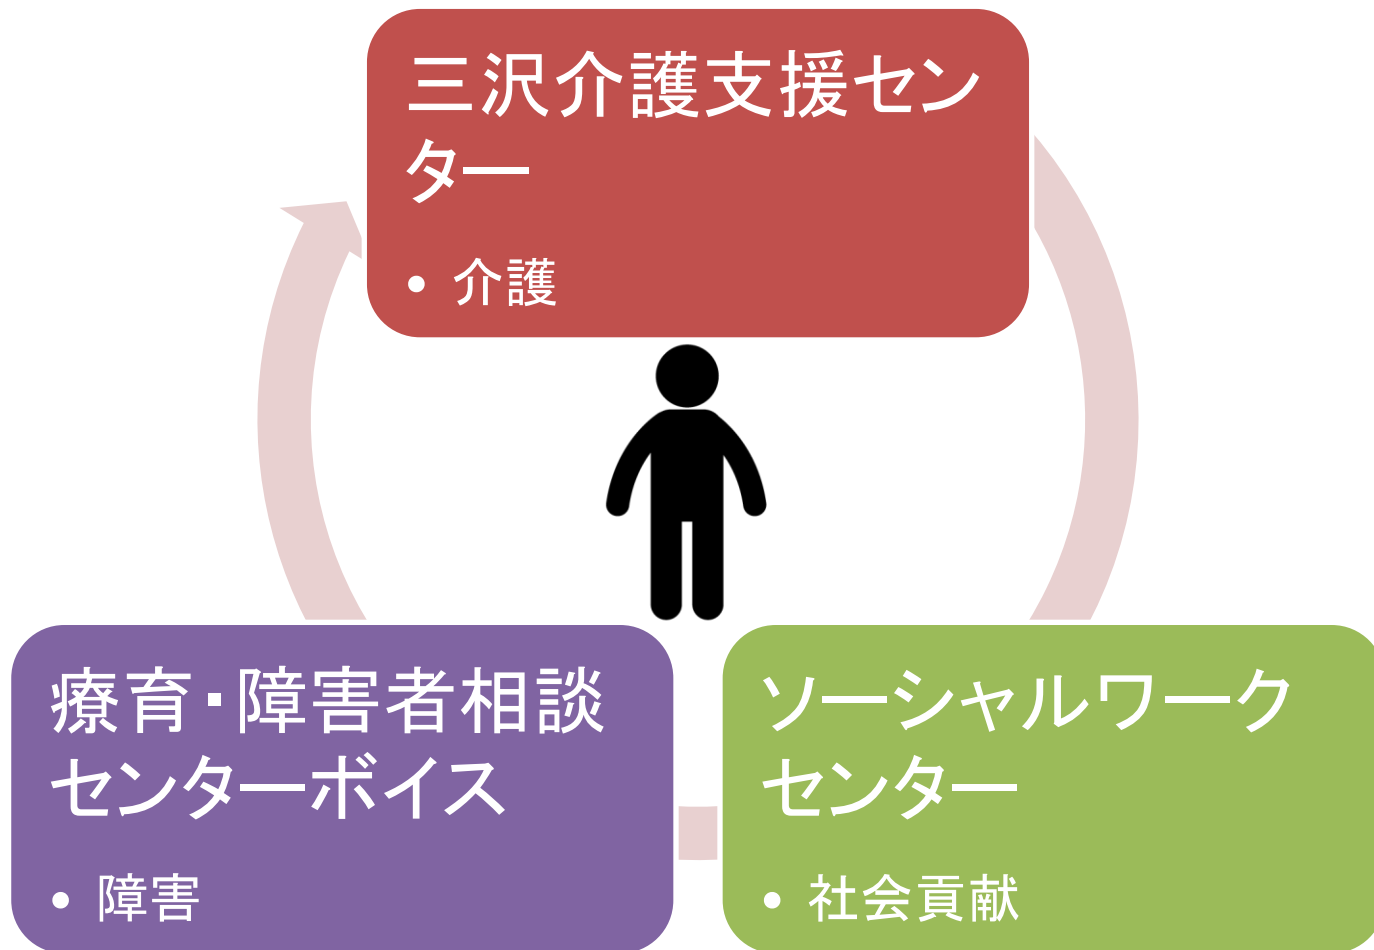 三沢介護支援セン
ター
• 介護
療育・障害者相談
センターボイス
• 障害
ソーシャルワーク
センター
• 社会貢献